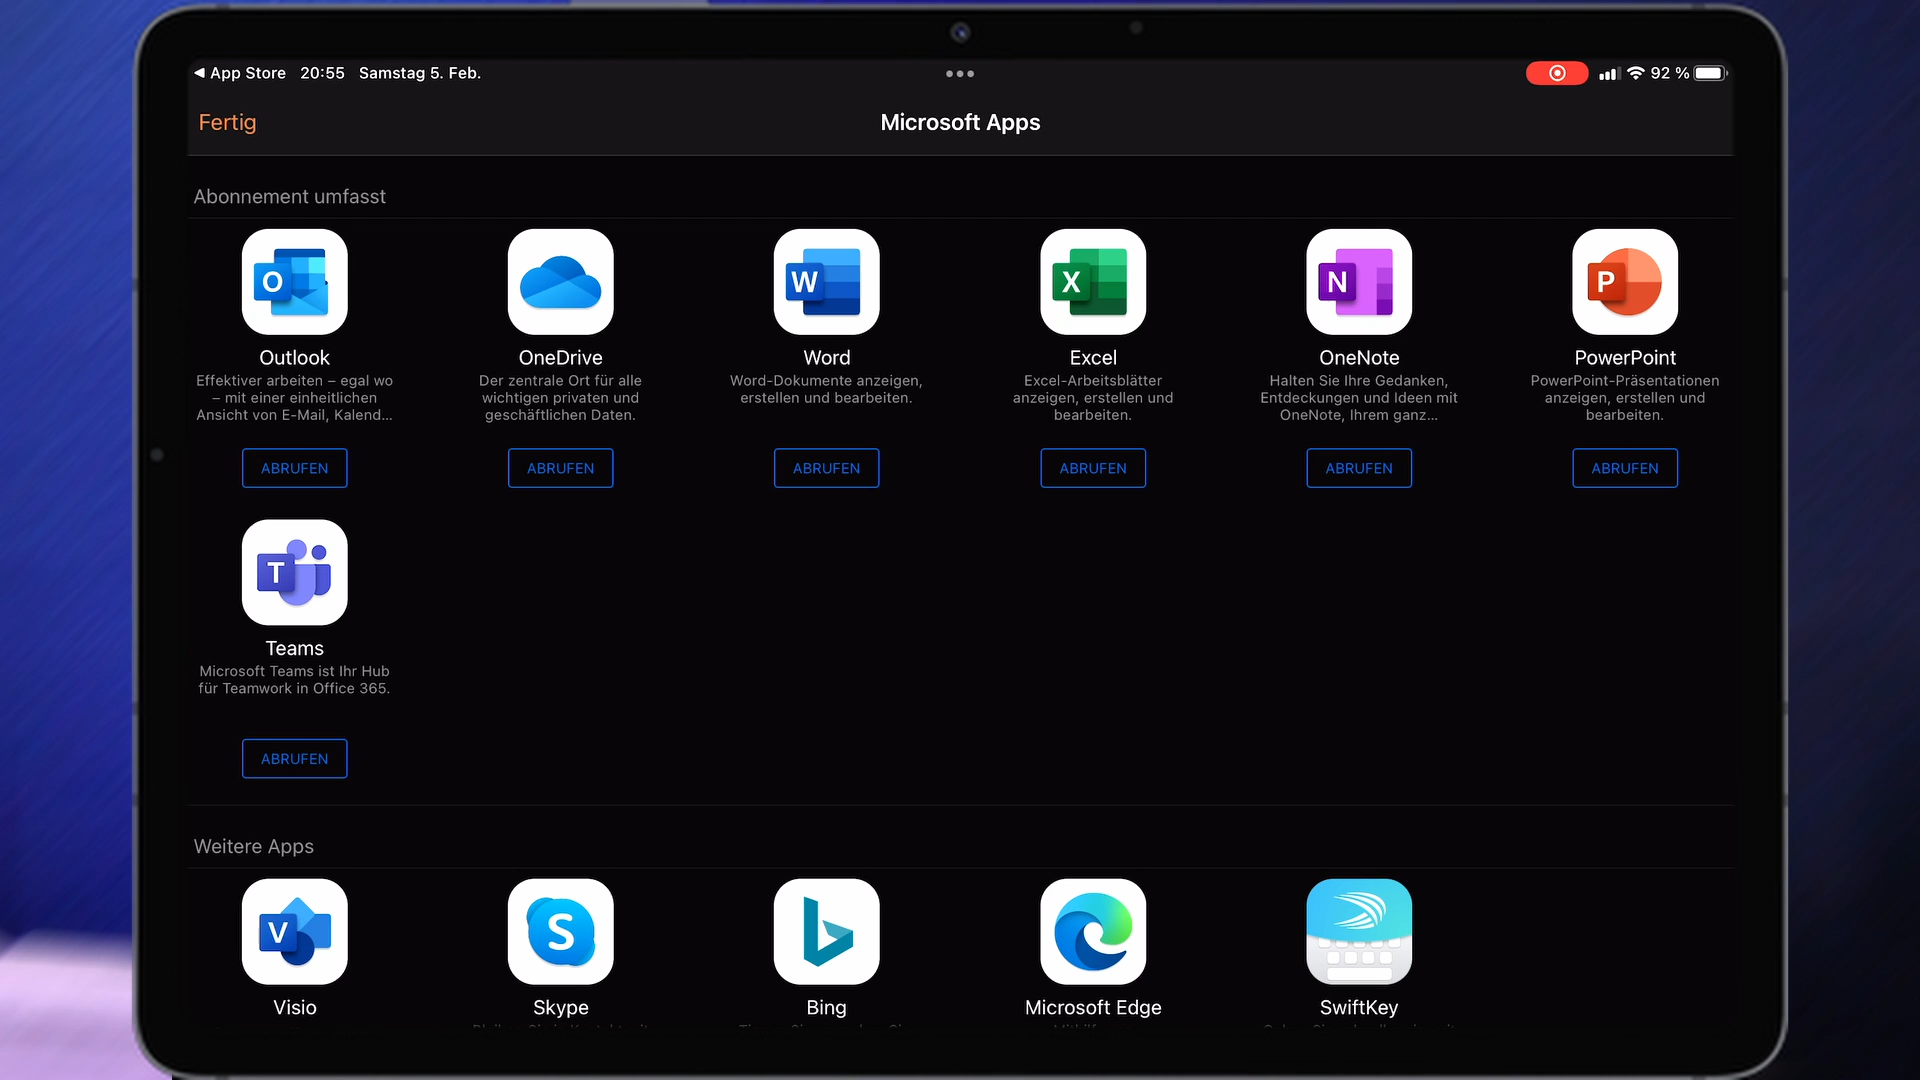 ◀ App Store 20:55 Samstag 5. Feb.
92 %
Fertig
Microsoft Apps
Abonnement umfasst
O
W
X
N
P
Outlook
OneDrive
Word
Excel
OneNote
PowerPoint
Effektiver arbeiten – egal wo
– mit einer einheitlichen
Ansicht von E-Mail, Kalend...
Der zentrale Ort für alle
wichtigen privaten und
geschäftlichen Daten.
Word-Dokumente anzeigen,
erstellen und bearbeiten.
Excel-Arbeitsblätter
anzeigen, erstellen und
bearbeiten.
Halten Sie Ihre Gedanken,
Entdeckungen und Ideen mit
OneNote, Ihrem ganz...
PowerPoint-Präsentationen
anzeigen, erstellen und
bearbeiten.
ABRUFEN
ABRUFEN
ABRUFEN
ABRUFEN
ABRUFEN
ABRUFEN
T
Teams
Microsoft Teams ist Ihr Hub
für Teamwork in Office 365.
ABRUFEN
Weitere Apps
V
S
Visio
Skype
Bing
Microsoft Edge
SwiftKey